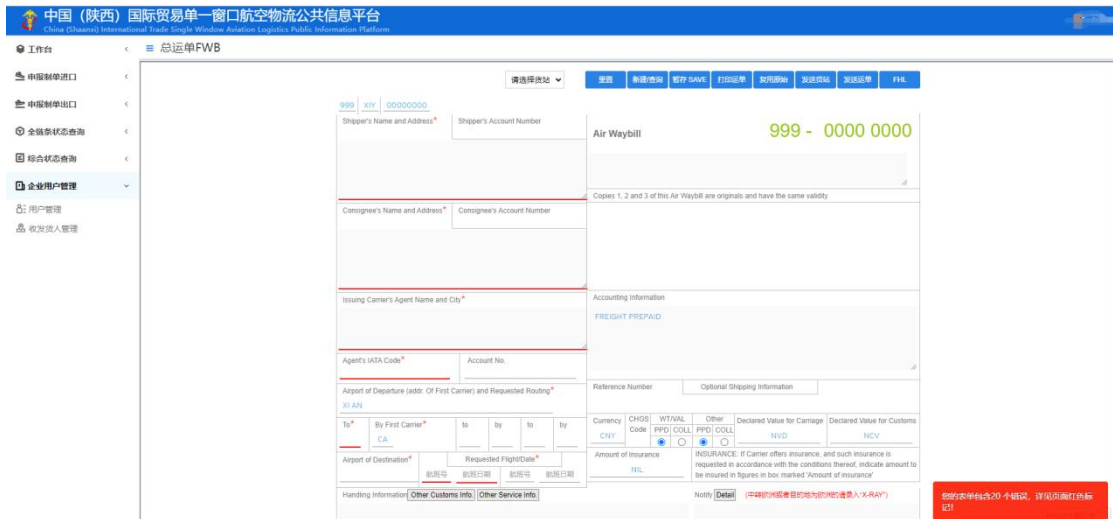 中国（陕西）国际贸易单一窗口航空物流公共信息平台
China (Shaanxi) International Trade Single Window Aviation Logistics Public Information Platform
工作台
总运单FWB
申报制单进口
申报制单出口
全链条状态查询
综合状态查询
企业用户管理
用户管理
收发货人管理
请选择货站
重置 新建/查询 暂存 SAVE 打印运单 复用原始 发送货站 发送运单 FHL
999 XIY 00000000
Shipper's Name and Address* Shipper's Account Number
Air Waybill 999 - 0000 0000
Copies 1, 2 and 3 of this Air Waybill are originals and have the same validity
Consignee's Name and Address* Consignee's Account Number
Issuing Carrier's Agent Name and City*
Accounting Information
FREIGHT PREPAID
Agent's IATA Code* Account No.
Airport of Departure (addr. Of First Carrier) and Requested Routing*
XI AN
Reference Number Optional Shipping Information
To* By First Carrier* to by to by
CA
Currency CHGS Code WT/VAL Other Declared Value for Carriage Declared Value for Customs
PPD COLL PPD COLL
CNY NVD NCV
Airport of Destination* Requested Flight/Date*
航班号 航班日期 航班号 航班日期
Amount of Insurance
NIL
INSURANCE: If Carrier offers insurance, and such insurance is
requested in accordance with the conditions thereof, indicate amount to
be insured in figures in box marked 'Amount of insurance'
Handling Information Other Customs Info. Other Service Info.
Notify Detail (中转欧洲或者目的地为欧洲的请录入"X-RAY")
您的表单包含20 个错误，详见页面红色标
记!